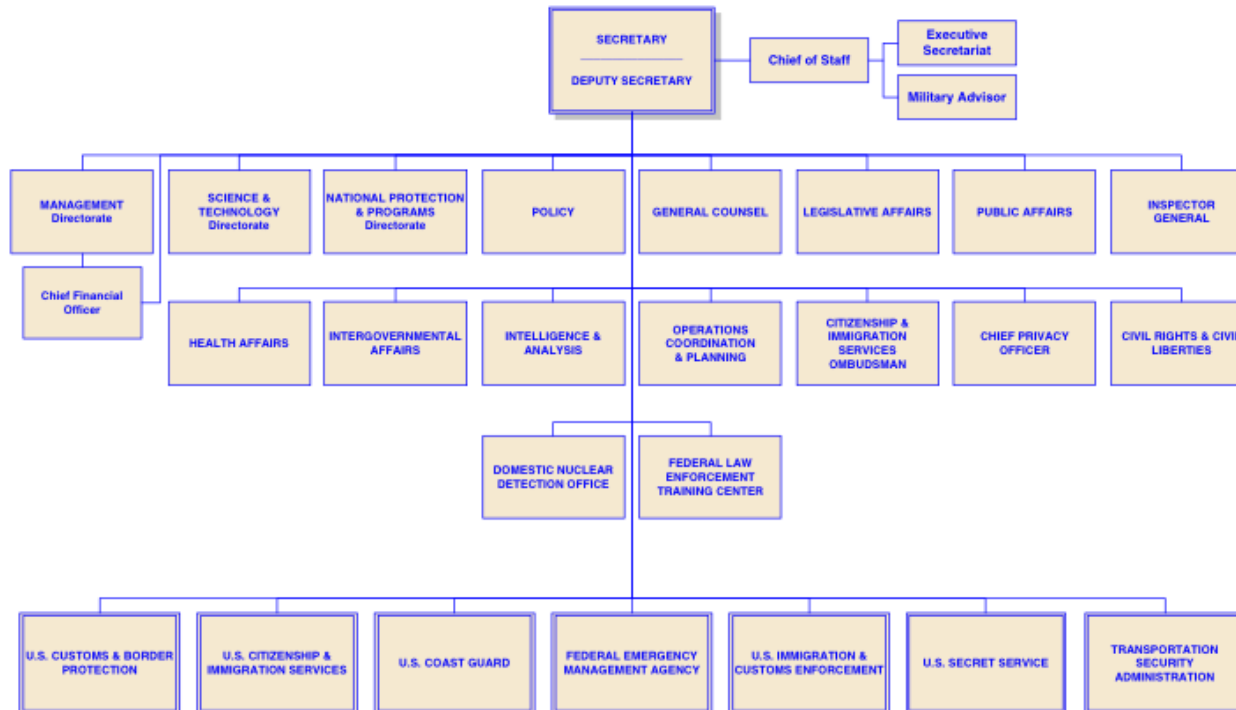 SECRETARY
DEPUTY SECRETARY
Chief of Staff
Executive
Secretariat
Military Advisor
MANAGEMENT
Directorate
SCIENCE &
TECHNOLOGY
Directorate
NATIONAL PROTECTION
& PROGRAMS
Directorate
POLICY
GENERAL COUNSEL
LEGISLATIVE AFFAIRS
PUBLIC AFFAIRS
INSPECTOR
GENERAL
Chief Financial
Officer
HEALTH AFFAIRS
INTERGOVERNMENTAL
AFFAIRS
INTELLIGENCE &
ANALYSIS
OPERATIONS
COORDINATION
& PLANNING
CITIZENSHIP &
IMMIGRATION
SERVICES
OMBUDSMAN
CHIEF PRIVACY
OFFICER
CIVIL RIGHTS & CIVIL
LIBERTIES
DOMESTIC NUCLEAR
DETECTION OFFICE
FEDERAL LAW
ENFORCEMENT
TRAINING CENTER
U.S. CUSTOMS & BORDER
PROTECTION
U.S. CITIZENSHIP &
IMMIGRATION SERVICES
U.S. COAST GUARD
FEDERAL EMERGENCY
MANAGEMENT AGENCY
U.S. IMMIGRATION &
CUSTOMS ENFORCEMENT
U.S. SECRET SERVICE
TRANSPORTATION
SECURITY
ADMINISTRATION